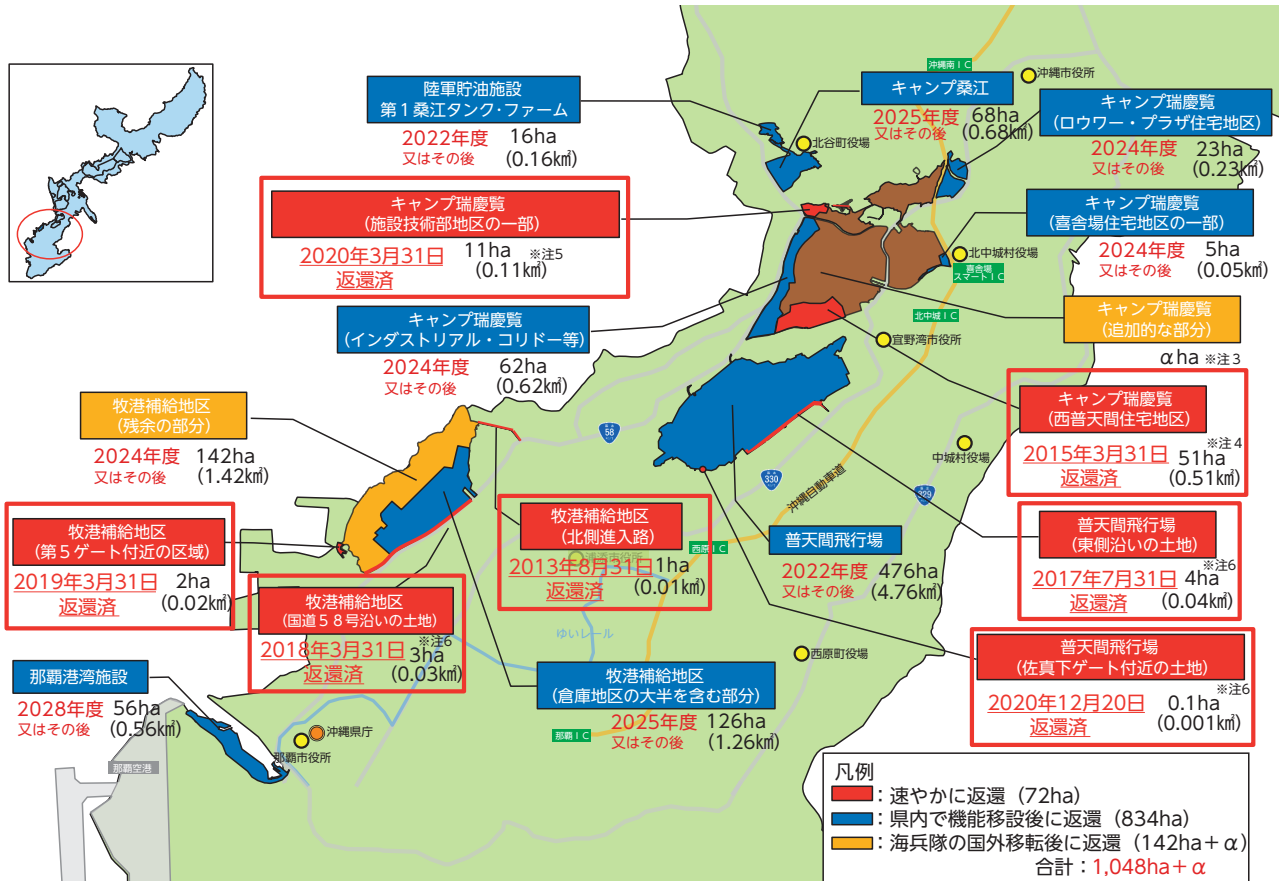 沖縄南ＩＣ
沖縄市役所
陸軍貯油施設
第１桑江タンク・ファーム
2022年度
又はその後
16ha
(0.16㎢)
キャンプ桑江
2025年度
又はその後
68ha
(0.68㎢)
キャンプ瑞慶覧
(ロウワー・プラザ住宅地区)
2024年度
又はその後
23ha
(0.23㎢)
北谷町役場
キャンプ瑞慶覧
(施設技術部地区の一部)
2020年3月31日
返還済
11ha
(0.11㎢)
※注5
キャンプ瑞慶覧
(喜舎場住宅地区の一部)
2024年度
又はその後
5ha
(0.05㎢)
北中城村役場
喜舎場
スマートＩＣ
キャンプ瑞慶覧
(インダストリアル・コリドー等)
2024年度
又はその後
62ha
(0.62㎢)
北中城ＩＣ
キャンプ瑞慶覧
(追加的な部分)
αha ※注３
宜野湾市役所
キャンプ瑞慶覧
(西普天間住宅地区)
2015年3月31日
返還済
※注４
51ha
(0.51㎢)
牧港補給地区
(残余の部分)
2024年度
又はその後
142ha
(1.42㎢)
58
330
329
沖縄自動車道
中城村役場
牧港補給地区
(第５ゲート付近の区域)
2019年3月31日
返還済
2ha
(0.02㎢)
牧港補給地区
(北側進入路)
2013年8月31日
返還済
1ha
(0.01㎢)
浦添市役所
西原ＩＣ
普天間飛行場
2022年度
又はその後
476ha
(4.76㎢)
普天間飛行場
(東側沿いの土地)
2017年7月31日
返還済
※注6
4ha
(0.04㎢)
牧港補給地区
(国道５８号沿いの土地)
2018年3月31日
返還済
※注6
3ha
(0.03㎢)
ゆいレール
西原町役場
普天間飛行場
(佐真下ゲート付近の土地)
2020年12月20日
返還済
※注6
0.1ha
(0.001㎢)
那覇港湾施設
2028年度
又はその後
56ha
(0.56㎢)
牧港補給地区
(倉庫地区の大半を含む部分)
2025年度
又はその後
126ha
(1.26㎢)
那覇ＩＣ
沖縄県庁
那覇市役所
那覇空港
凡例
：速やかに返還（72ha）
：県内で機能移設後に返還（834ha）
：海兵隊の国外移転後に返還（142ha＋α）
合計：1,048ha＋α